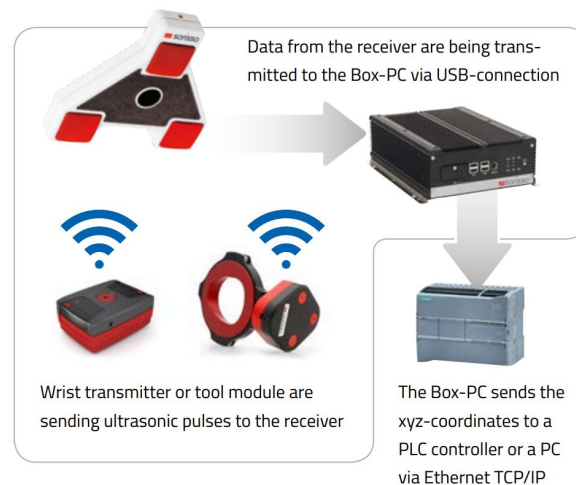 sonisso
Data from the receiver are being trans-
mitted to the Box-PC via USB-connection
Wrist transmitter or tool module are
sending ultrasonic pulses to the receiver
The Box-PC sends the
xyz-coordinates to a
PLC controller or a PC
via Ethernet TCP/IP